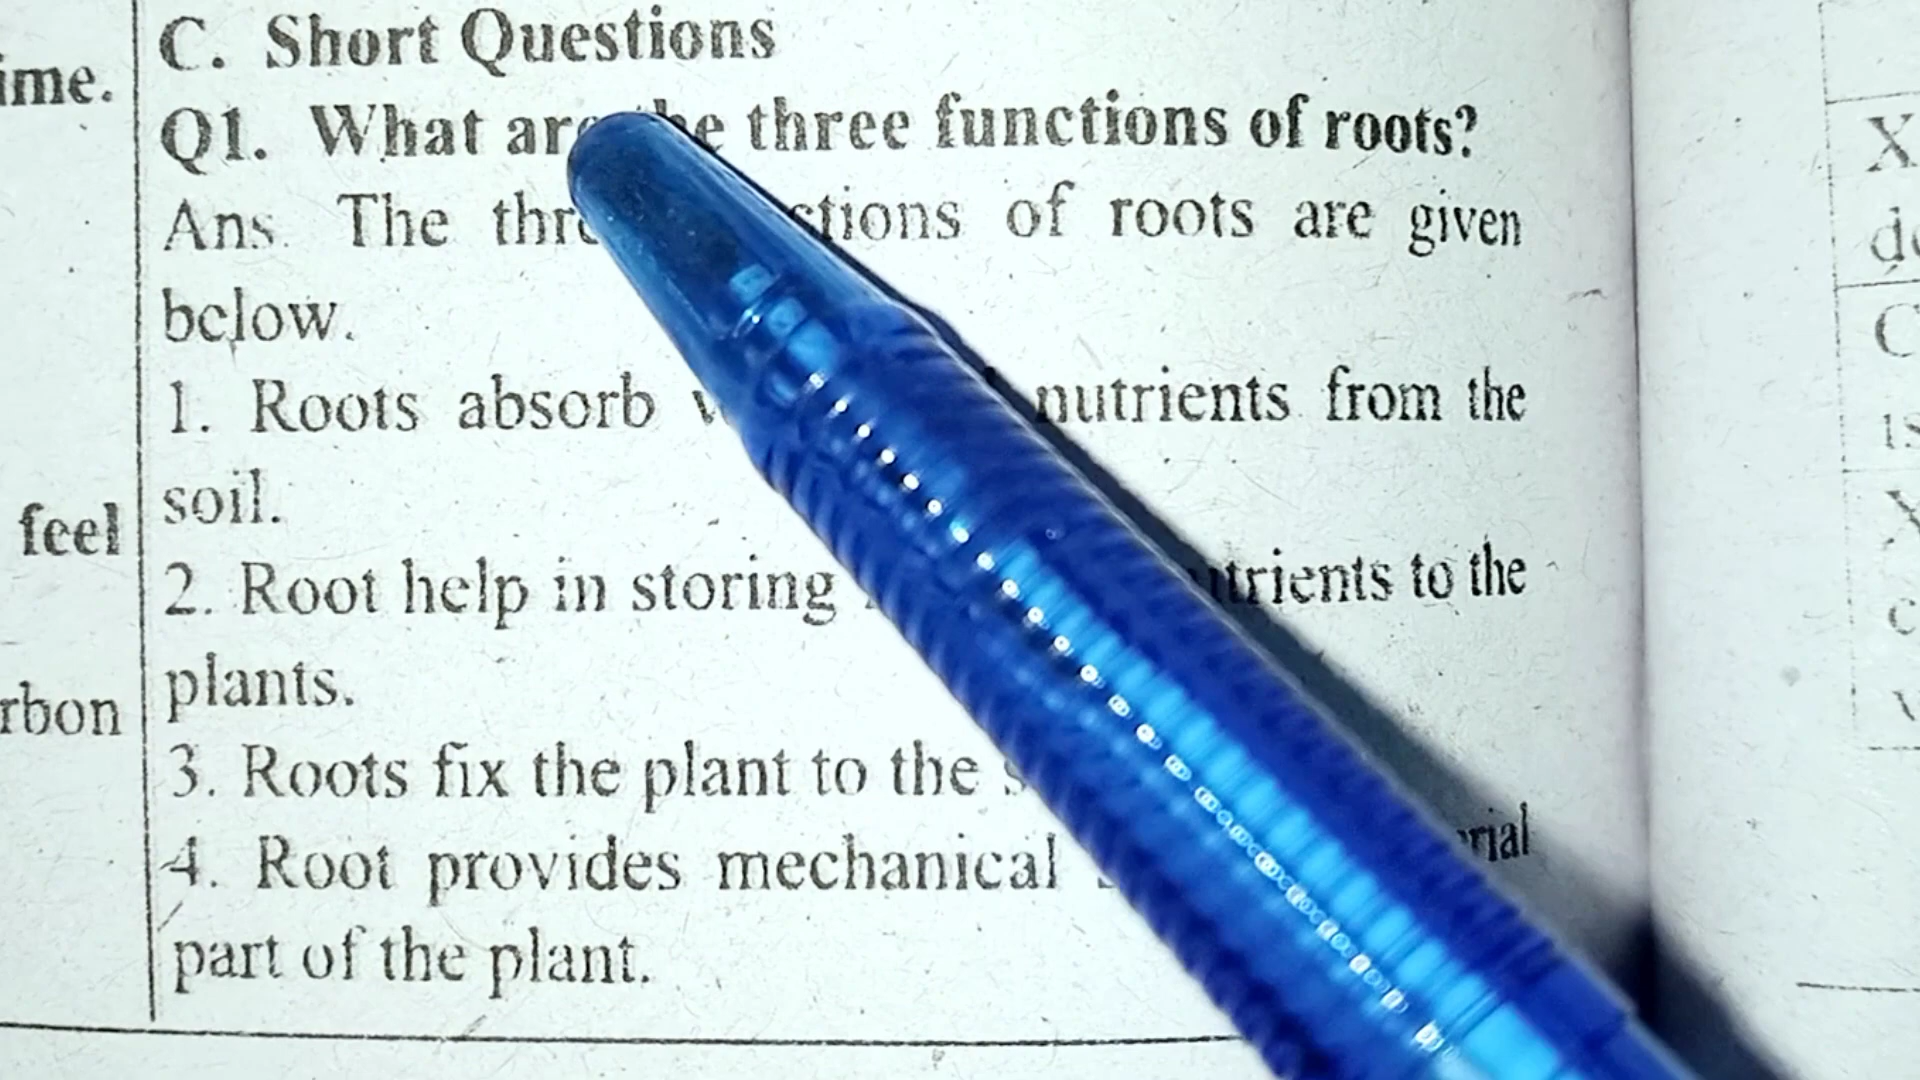 ime.
feel
rbon
C. Short Questions
Q1. What are the three functions of roots?
Ans. The ctions of roots are given
below.
1. Roots absorb nutrients from the
soil.
2. Root help in storing trients to the
plants.
3. Roots fix the plant to the
4. Root provides mechanical rial
part of the plant.
X
C